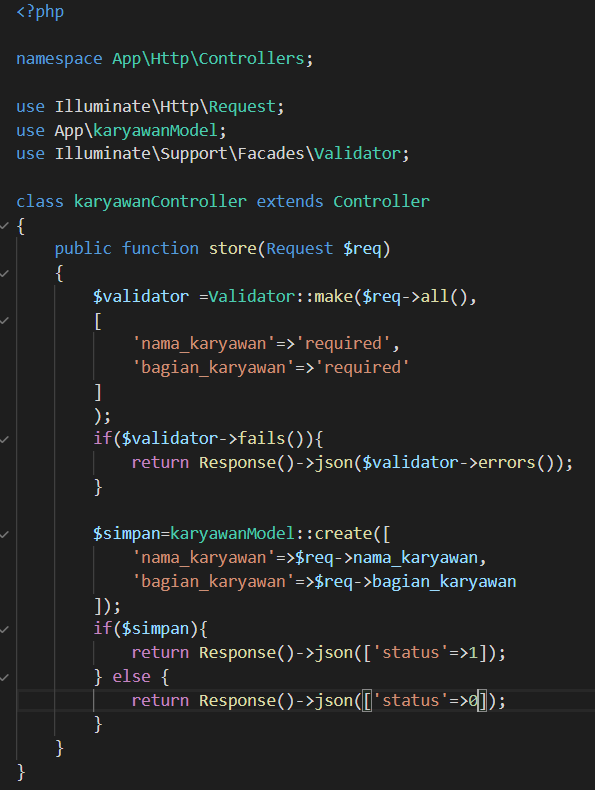 <?php
namespace App\Http\Controllers;
use Illuminate\Http\Request;
use App\karyawanModel;
use Illuminate\Support\Facades\Validator;
class karyawanController extends Controller
{
    public function store(Request $req)
    {
        $validator =Validator::make($req->all(),
        [
            'nama_karyawan'=>'required',
            'bagian_karyawan'=>'required'
        ]
        );
        if($validator->fails()){
            return Response()->json($validator->errors());
        }
        $simpan=karyawanModel::create([
            'nama_karyawan'=>$req->nama_karyawan,
            'bagian_karyawan'=>$req->bagian_karyawan
        ]);
        if($simpan){
            return Response()->json(['status'=>1]);
        } else {
            return Response()->json(['status'=>0]);
        }
    }
}